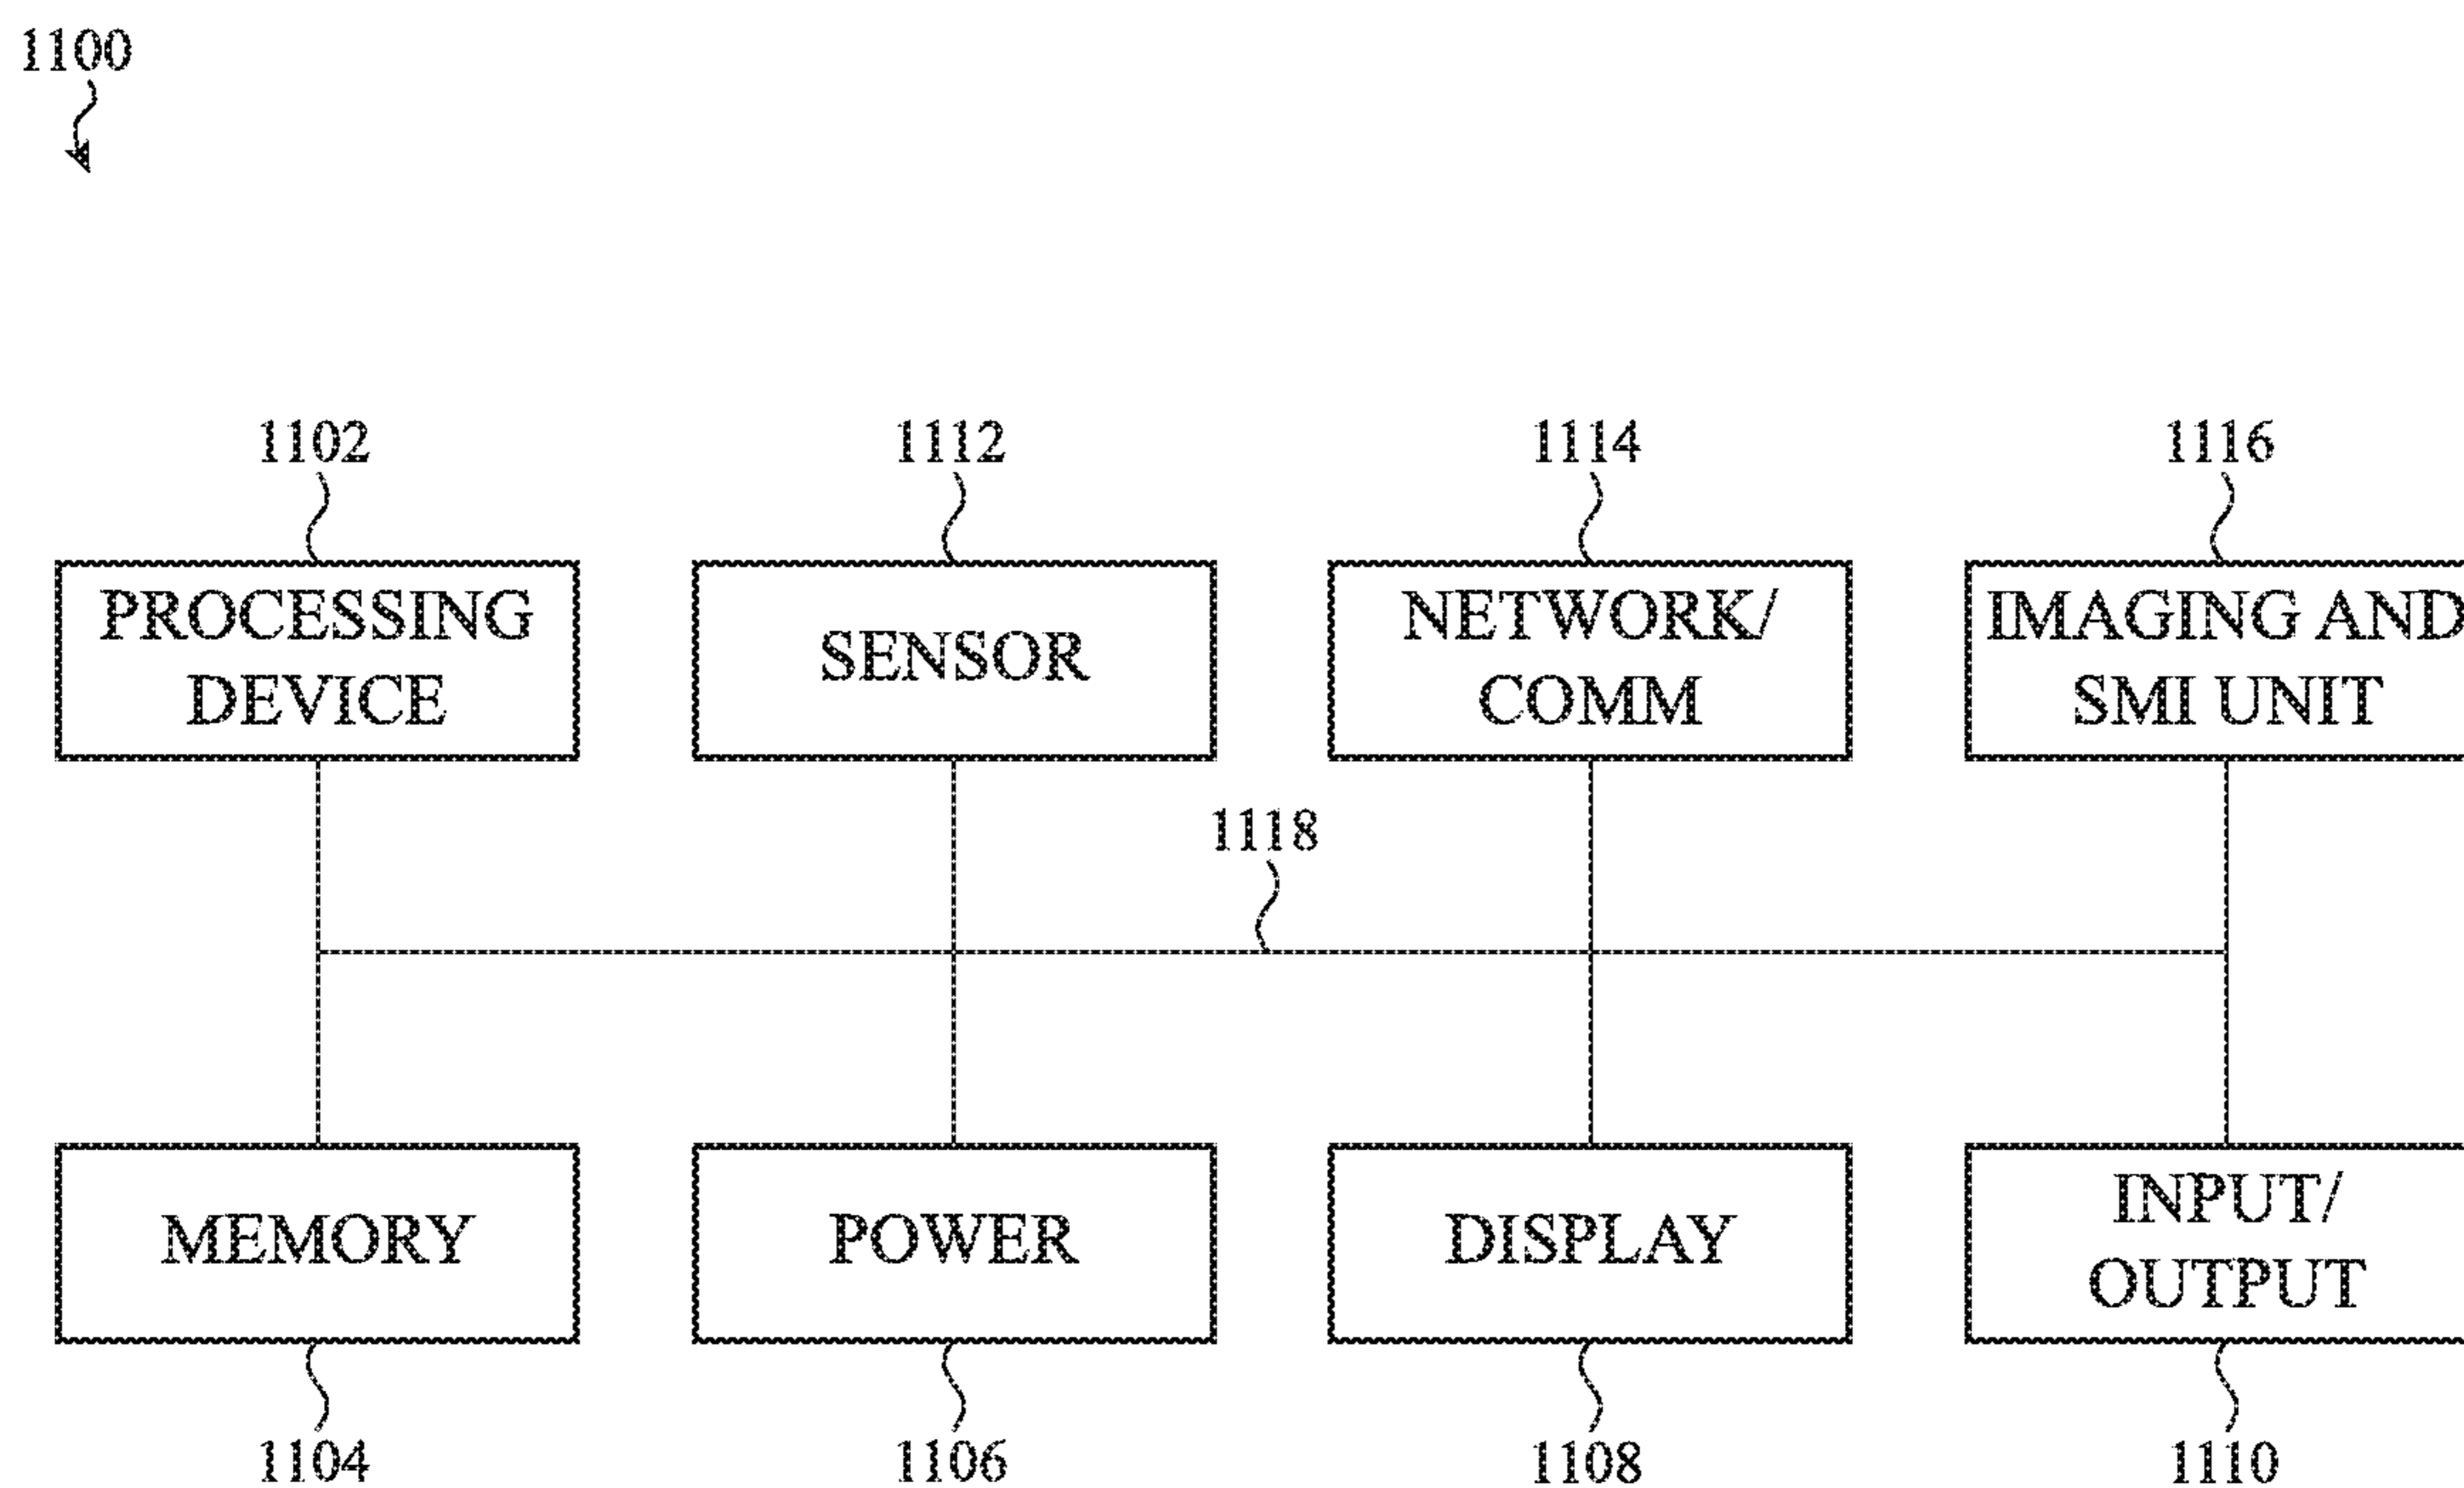 1100
1102
1112
1114
1116
PROCESSING
DEVICE
SENSOR
NETWORK/
COMM
IMAGING AND
SMI UNIT
1118
MEMORY
POWER
DISPLAY
INPUT/
OUTPUT
1104
1106
1108
1110